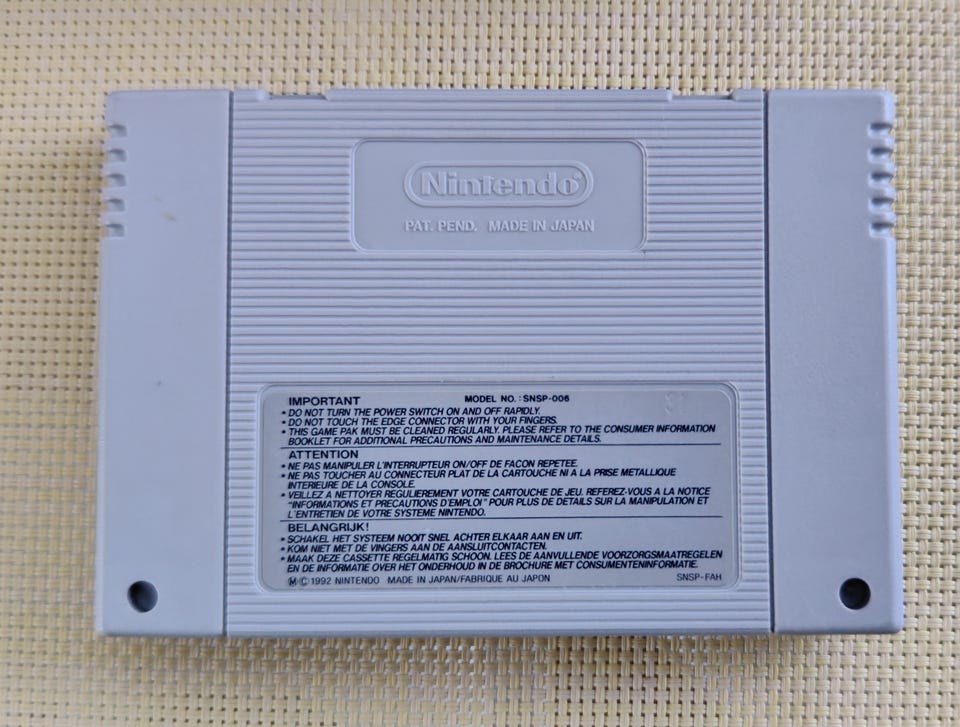 Nintendo®
PAT. PEND. MADE IN JAPAN
IMPORTANT MODEL NO. : SNSP-006
• DO NOT TURN THE POWER SWITCH ON AND OFF RAPIDLY.
• DO NOT TOUCH THE EDGE CONNECTOR WITH YOUR FINGERS.
• THIS GAME PAK MUST BE CLEANED REGULARLY. PLEASE REFER TO THE CONSUMER INFORMATION
BOOKLET FOR ADDITIONAL PRECAUTIONS AND MAINTENANCE DETAILS.
ATTENTION
• NE PAS MANIPULER L'INTERRUPTEUR ON/OFF DE FACON REPETEE.
• NE PAS TOUCHER AU CONNECTEUR PLAT DE LA CARTOUCHE NI A LA PRISE METALLIQUE
INTERIEURE DE LA CONSOLE.
• VEILLEZ A NETTOYER REGULIEREMENT VOTRE CARTOUCHE DE JEU. REFEREZ-VOUS A LA NOTICE
"INFORMATIONS ET PRECAUTIONS D'EMPLOI" POUR PLUS DE DETAILS SUR LA MANIPULATION ET
L'ENTRETIEN DE VOTRE SYSTEME NINTENDO.
BELANGRIJK!
• SCHAKEL HET SYSTEEM NOOIT SNEL ACHTER ELKAAR AAN EN UIT.
• KOM NIET MET DE VINGERS AAN DE AANSLUITCONTACTEN.
• MAAK DEZE CASSETTE REGELMATIG SCHOON. LEES DE AANVULLENDE VOORZORGSMAATREGELEN
EN DE INFORMATIE OVER HET ONDERHOUD IN DE BROCHURE MET CONSUMENTENINFORMATIE.
Ⓜ © 1992 NINTENDO MADE IN JAPAN/FABRIQUE AU JAPON SNSP-FAH